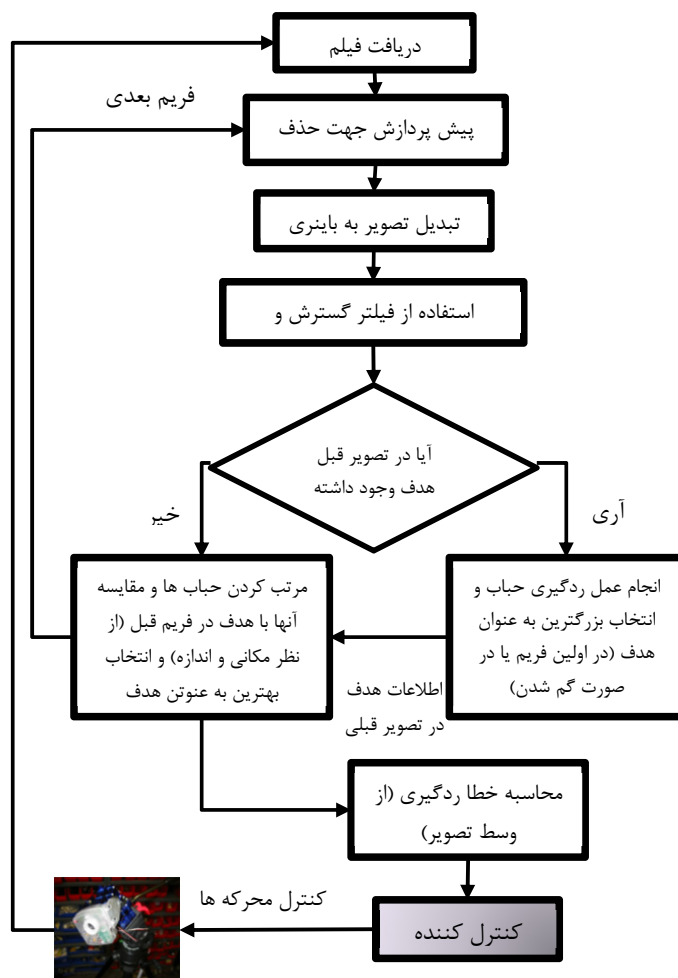 دریافت فیلم
فریم بعدی
پیش پردازش جهت حذف
تبدیل تصویر به باینری
استفاده از فیلتر گسترش و
آیا در تصویر قبل
هدف وجود داشته
آری
خیر
انجام عمل ردگیری حباب و
انتخاب بزرگترین به عنوان
هدف (در اولین فریم یا در
صورت گم شدن)
مرتب کردن حباب ها و مقایسه
آنها با هدف در فریم قبل (از
نظر مکانی و اندازه) و انتخاب
بهترین به عنوتن هدف
اطلاعات هدف
در تصویر قبلی
محاسبه خطا ردگیری (از
وسط تصویر)
کنترل کننده
کنترل محرکه ها